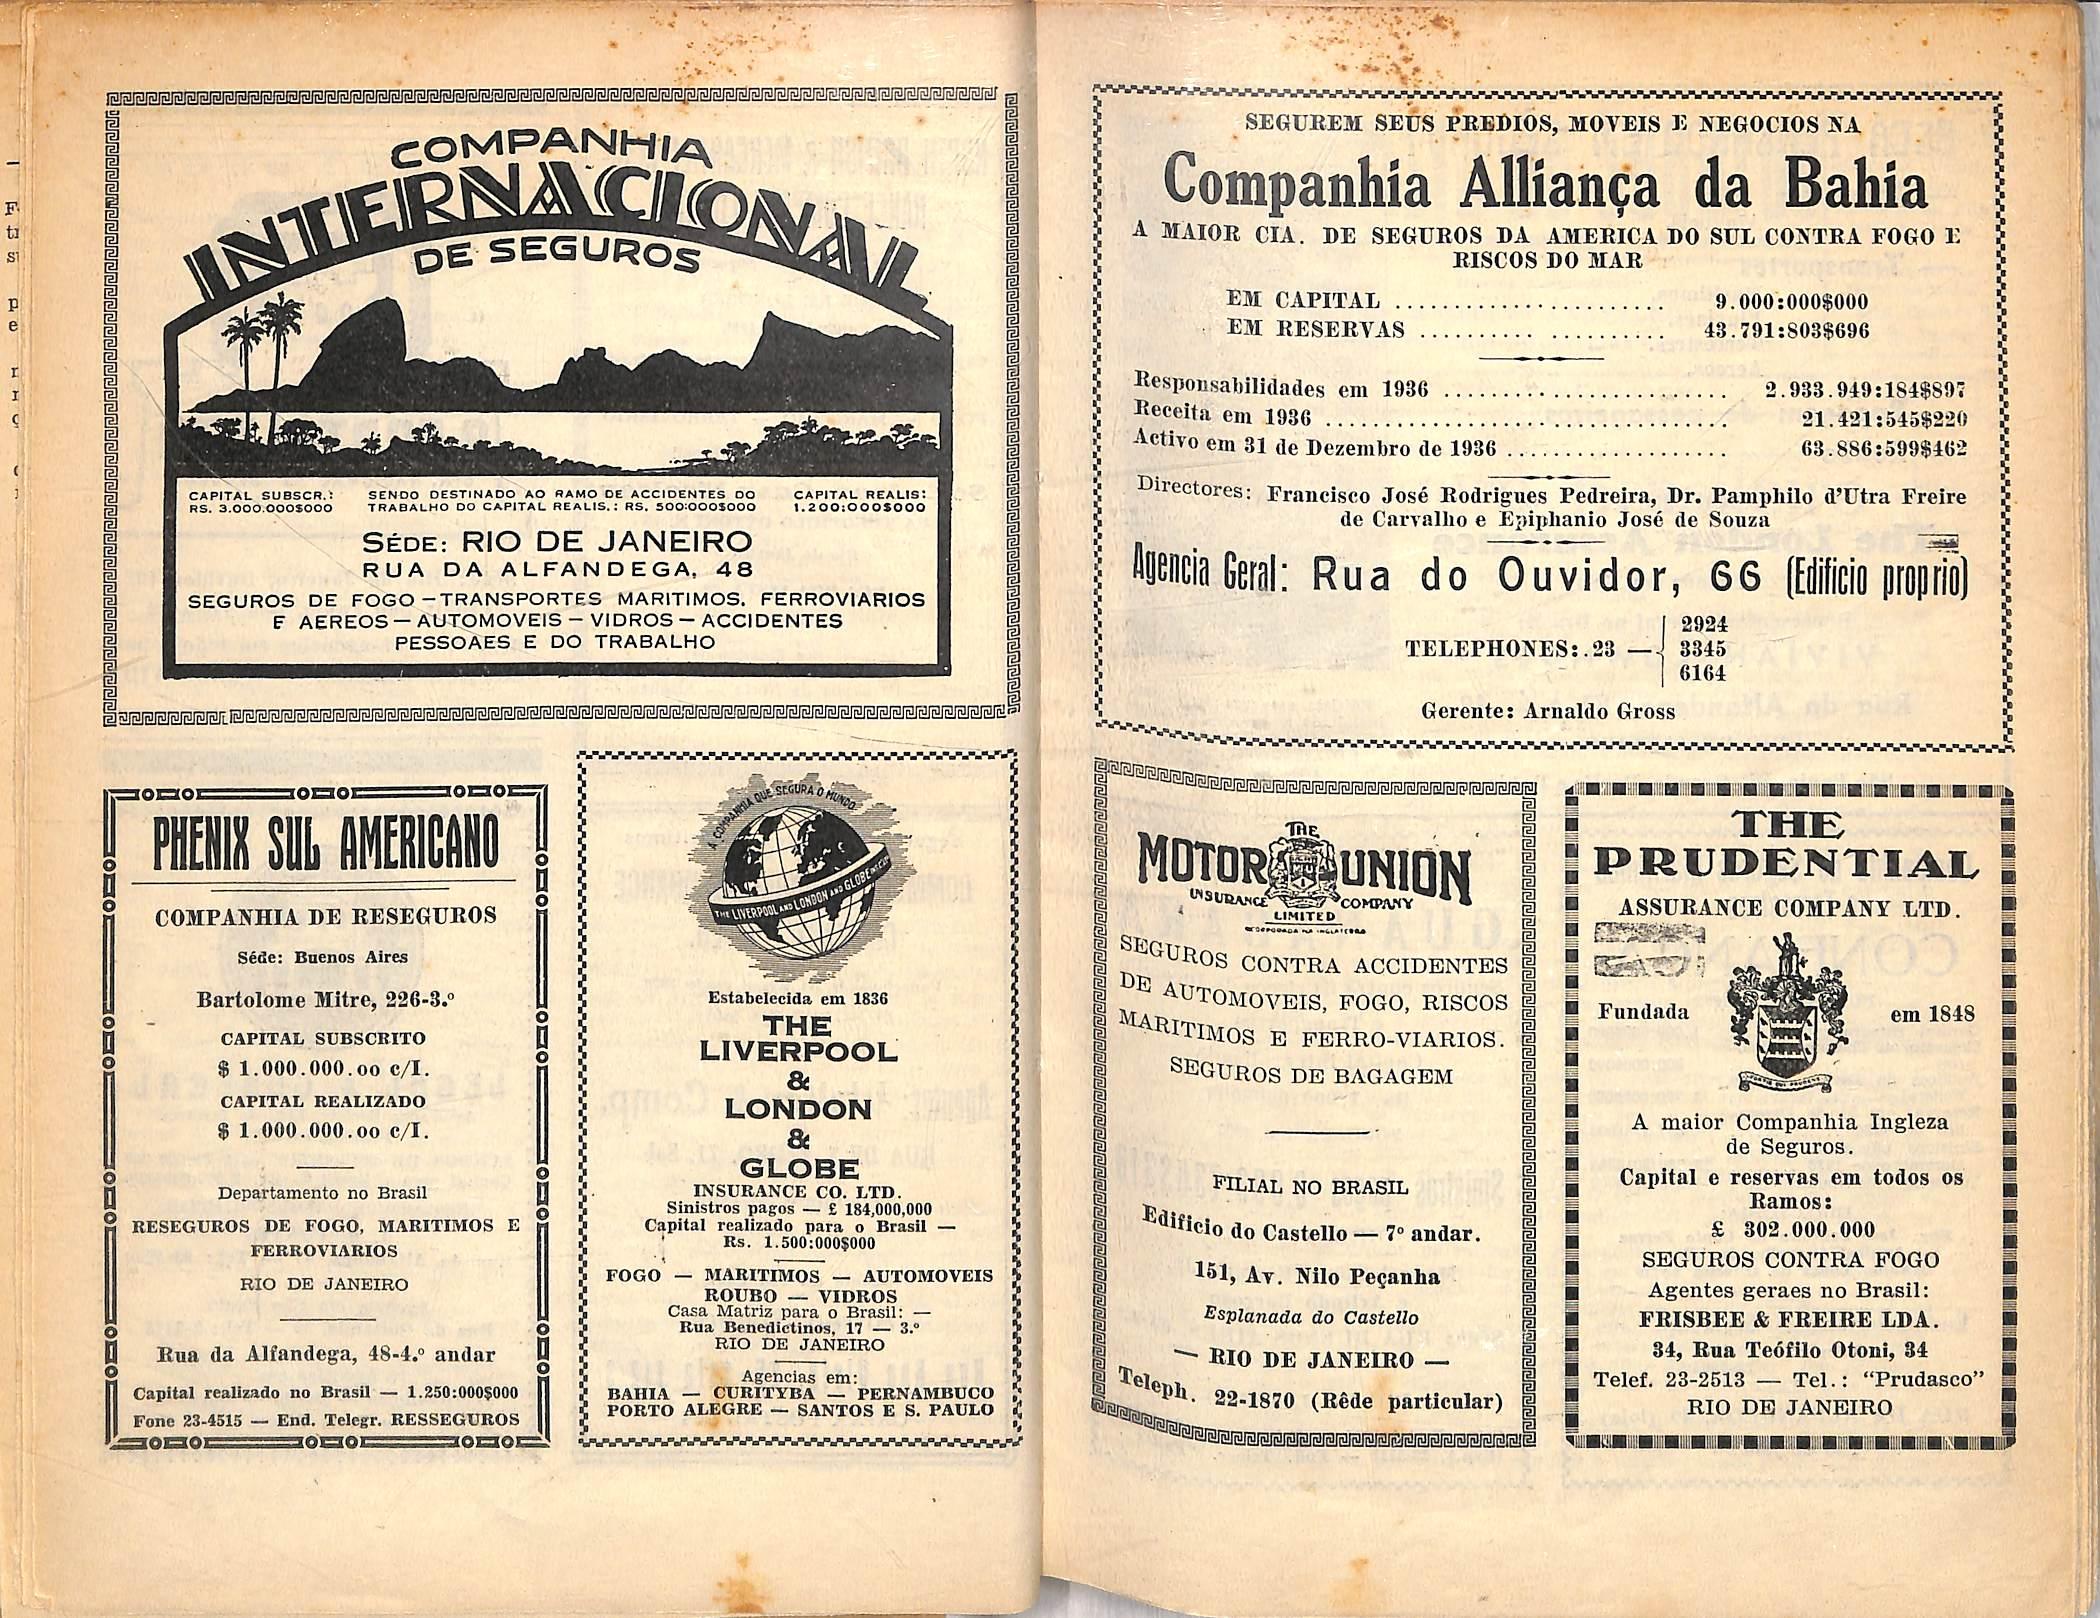 COMPANHIA
INTERNACIONAL
DE SEGUROS
CAPITAL SUBSCR.:
RS. 3.000.000$000
SENDO DESTINADO AO RAMO DE ACCIDENTES DO
TRABALHO DO CAPITAL REALIS.: RS. 500:000$000
CAPITAL REALIS:
1.200:000$000
SÉDE: RIO DE JANEIRO
RUA DA ALFANDEGA, 48
SEGUROS DE FOGO — TRANSPORTES MARITIMOS, FERROVIARIOS
E AEREOS — AUTOMOVEIS — VIDROS — ACCIDENTES
PESSOAES E DO TRABALHO
PHENIX SUL AMERICANO
COMPANHIA DE RESEGUROS
Séde: Buenos Aires
Bartolome Mitre, 226-3.º
CAPITAL SUBSCRITO
$ 1.000.000.oo c/l.
CAPITAL REALIZADO
$ 1.000.000.oo c/l.
Departamento no Brasil
RESEGUROS DE FOGO, MARITIMOS E
FERROVIARIOS
RIO DE JANEIRO
Rua da Alfandega, 48-4.º andar
Capital realizado no Brasil — 1.250:000$000
Fone 23-4515 — End. Telegr. RESSEGUROS
A COMPANHIA QUE SEGURA O MUNDO
THE LIVERPOOL AND LONDON AND GLOBE
Estabelecida em 1836
THE
LIVERPOOL
&
LONDON
&
GLOBE
INSURANCE CO. LTD.
Sinistros pagos — £ 184,000,000
Capital realizado para o Brasil —
Rs. 1.500:000$000
FOGO — MARITIMOS — AUTOMOVEIS
ROUBO — VIDROS
Casa Matriz para o Brasil: —
Rua Benedictinos, 17 — 3.º
RIO DE JANEIRO
Agencias em:
BAHIA — CURITYBA — PERNAMBUCO
PORTO ALEGRE — SANTOS E S. PAULO
SEGUREM SEUS PREDIOS, MOVEIS E NEGOCIOS NA
Companhia Alliança da Bahia
A MAIOR CIA. DE SEGUROS DA AMERICA DO SUL CONTRA FOGO E
RISCOS DO MAR
EM CAPITAL ...................... 9.000:000$000
EM RESERVAS .......... .......... 43.791:803$696
Responsabilidades em 1936 ........................ 2.933.949:184$897
Receita em 1936 .................................. 21.421:545$220
Activo em 31 de Dezembro de 1936 ................... 63.886:599$462
Directores: Francisco José Rodrigues Pedreira, Dr. Pamphilo d'Utra Freire
de Carvalho e Epiphanio José de Souza
Agencia Geral: Rua do Ouvidor, 66 (Edificio proprio)
2924
TELEPHONES: 23 — 3345
6164
Gerente: Arnaldo Gross
THE
MOTOR UNION
INSURANCE COMPANY
LIMITED
INCORPORADA NA INGLATERRA
SEGUROS CONTRA ACCIDENTES
DE AUTOMOVEIS, FOGO, RISCOS
MARITIMOS E FERRO-VIARIOS.
SEGUROS DE BAGAGEM
FILIAL NO BRASIL
Edificio do Castello — 7º andar.
151, Av. Nilo Peçanha
Esplanada do Castello
— RIO DE JANEIRO —
Teleph. 22-1870 (Rêde particular)
THE
PRUDENTIAL
ASSURANCE COMPANY LTD.
Fundada em 1848
A maior Companhia Ingleza
de Seguros.
Capital e reservas em todos os
Ramos:
£ 302.000.000
SEGUROS CONTRA FOGO
Agentes geraes no Brasil:
FRISBEE & FREIRE LDA.
34, Rua Teófilo Otoni, 34
Telef. 23-2513 — Tel.: "Prudasco"
RIO DE JANEIRO